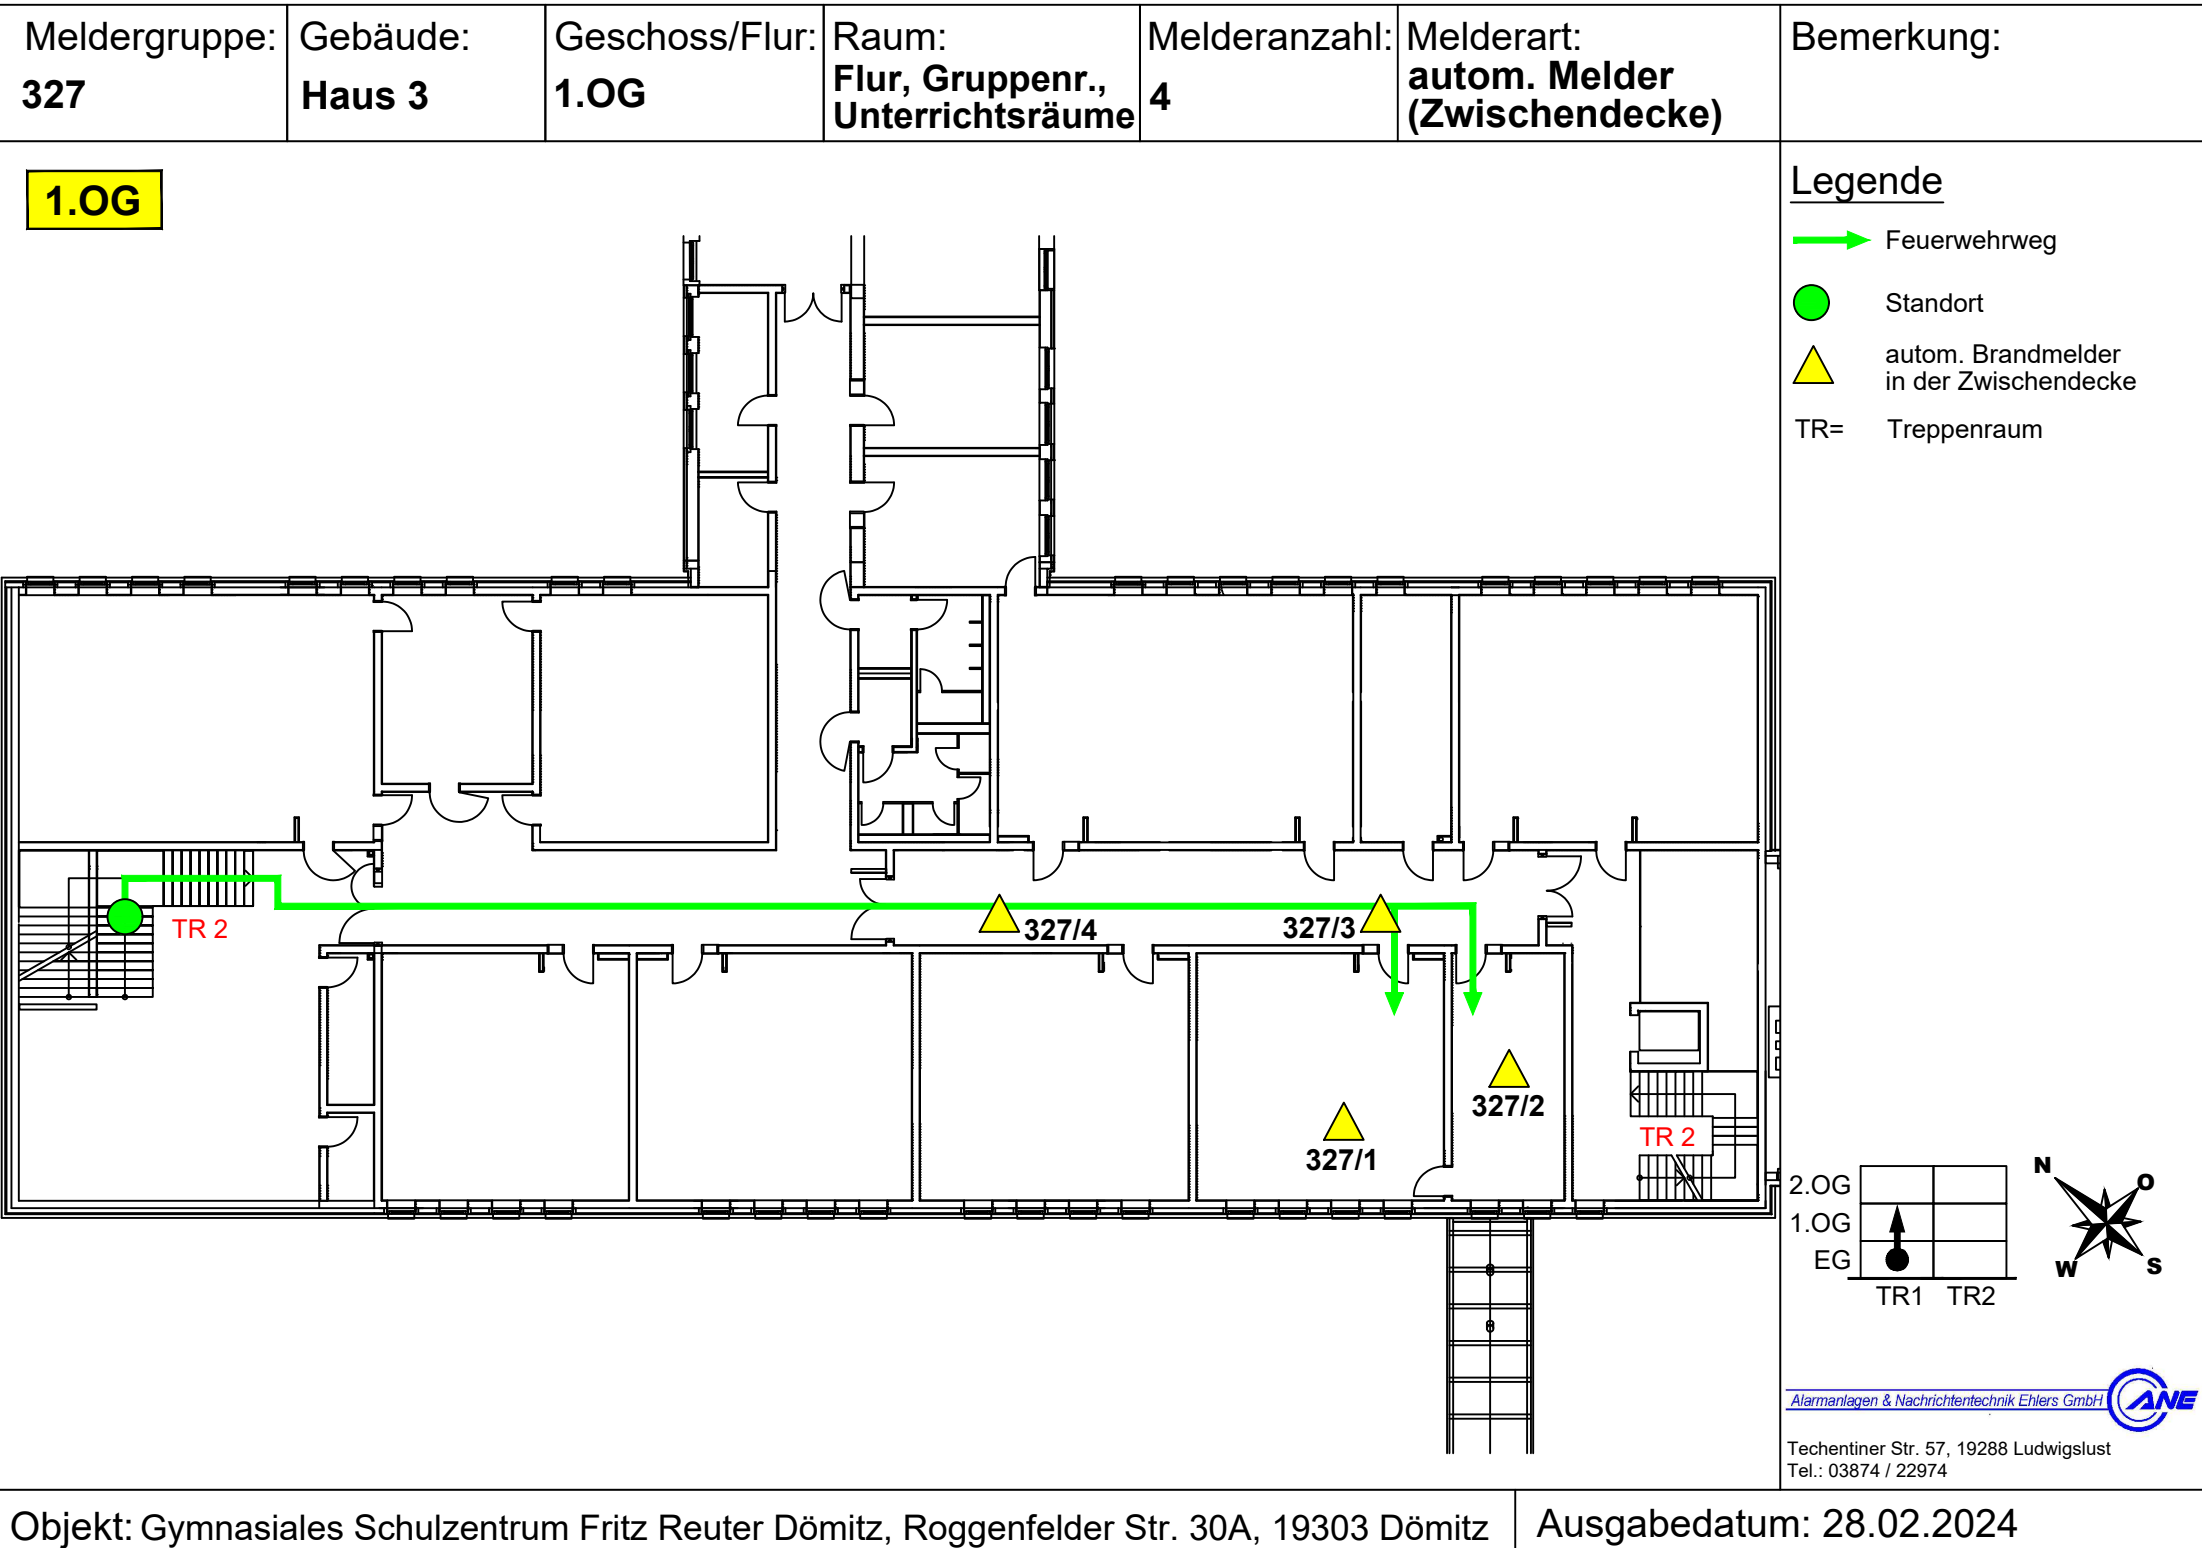 Meldergruppe:
327
Gebäude:
Haus 3
Geschoss/Flur:
1.OG
Raum:
Flur, Gruppenr.,
Unterrichtsräume
Melderanzahl:
4
Melderart:
autom. Melder
(Zwischendecke)
Bemerkung:
1.OG
Legende
Feuerwehrweg
Standort
autom. Brandmelder
in der Zwischendecke
TR= Treppenraum
TR 2
327/4
327/3
327/2
327/1
TR 2
2.OG
1.OG
EG
TR1 TR2
N
O
W
S
Alarmanlagen & Nachrichtentechnik Ehlers GmbH
ANE
Techentiner Str. 57, 19288 Ludwigslust
Tel.: 03874 / 22974
Objekt: Gymnasiales Schulzentrum Fritz Reuter Dömitz, Roggenfelder Str. 30A, 19303 Dömitz
Ausgabedatum: 28.02.2024